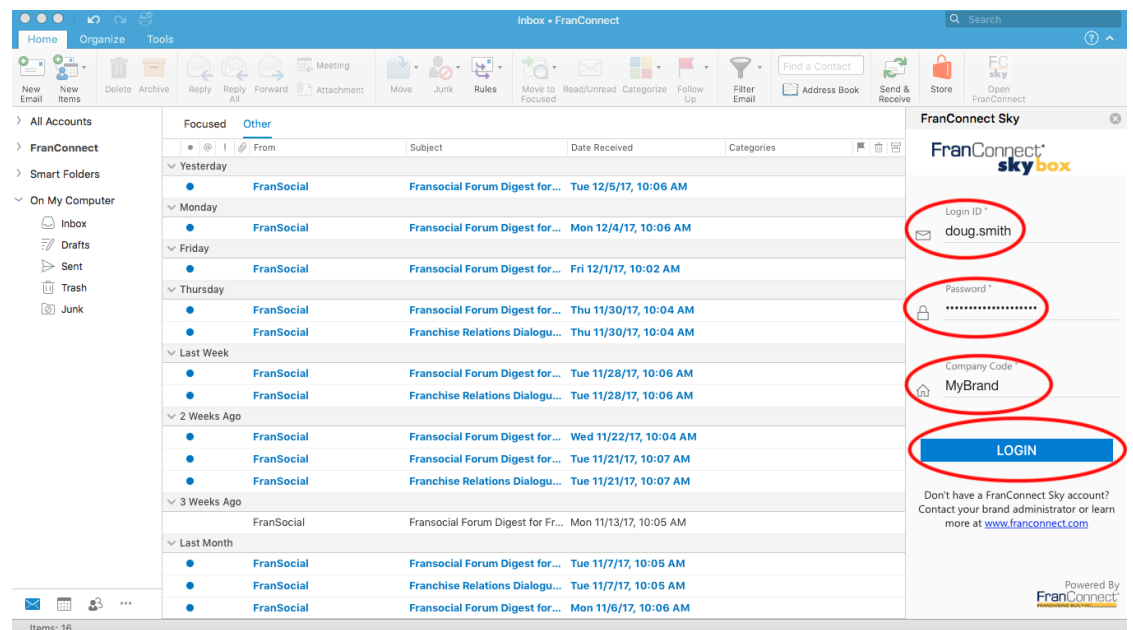 Inbox • FranConnect
Search
Home Organize Tools
New Email
New Items
Delete Archive
Reply Reply All Forward
Meeting
Attachment
Move Junk Rules
Move to Focused
Read/Unread Categorize Follow Up
Filter Email
Find a Contact
Address Book
Send & Receive
Store
FC sky
Open FranConnect
All Accounts
FranConnect
Smart Folders
On My Computer
Inbox
Drafts
Sent
Trash
Junk
Focused Other
@ ! From Subject Date Received Categories
Yesterday
FranSocial Fransocial Forum Digest for... Tue 12/5/17, 10:06 AM
Monday
FranSocial Fransocial Forum Digest for... Mon 12/4/17, 10:06 AM
Friday
FranSocial Fransocial Forum Digest for... Fri 12/1/17, 10:02 AM
Thursday
FranSocial Fransocial Forum Digest for... Thu 11/30/17, 10:04 AM
FranSocial Franchise Relations Dialogu... Thu 11/30/17, 10:04 AM
Last Week
FranSocial Fransocial Forum Digest for... Tue 11/28/17, 10:06 AM
FranSocial Franchise Relations Dialogu... Tue 11/28/17, 10:06 AM
2 Weeks Ago
FranSocial Fransocial Forum Digest for... Wed 11/22/17, 10:04 AM
FranSocial Fransocial Forum Digest for... Tue 11/21/17, 10:07 AM
FranSocial Franchise Relations Dialogu... Tue 11/21/17, 10:07 AM
3 Weeks Ago
FranSocial Fransocial Forum Digest for Fr... Mon 11/13/17, 10:05 AM
Last Month
FranSocial Fransocial Forum Digest for... Tue 11/7/17, 10:05 AM
FranSocial Franchise Relations Dialogu... Tue 11/7/17, 10:05 AM
FranSocial Fransocial Forum Digest for... Mon 11/6/17, 10:06 AM
Items: 16
FranConnect Sky
FranConnect
skybox
Login ID *
doug.smith
Password *
••••••••••••••••••••
Company Code *
MyBrand
LOGIN
Don't have a FranConnect Sky account?
Contact your brand administrator or learn
more at www.franconnect.com
Powered By
FranConnect